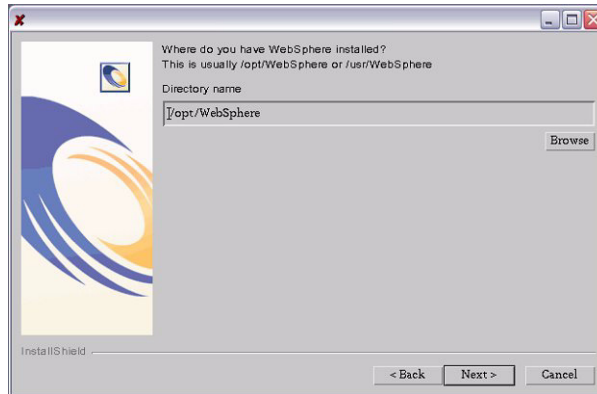 Where do you have WebSphere installed?
This is usually /opt/WebSphere or /usr/WebSphere
Directory name
/opt/WebSphere
Browse
InstallShield
< Back Next > Cancel